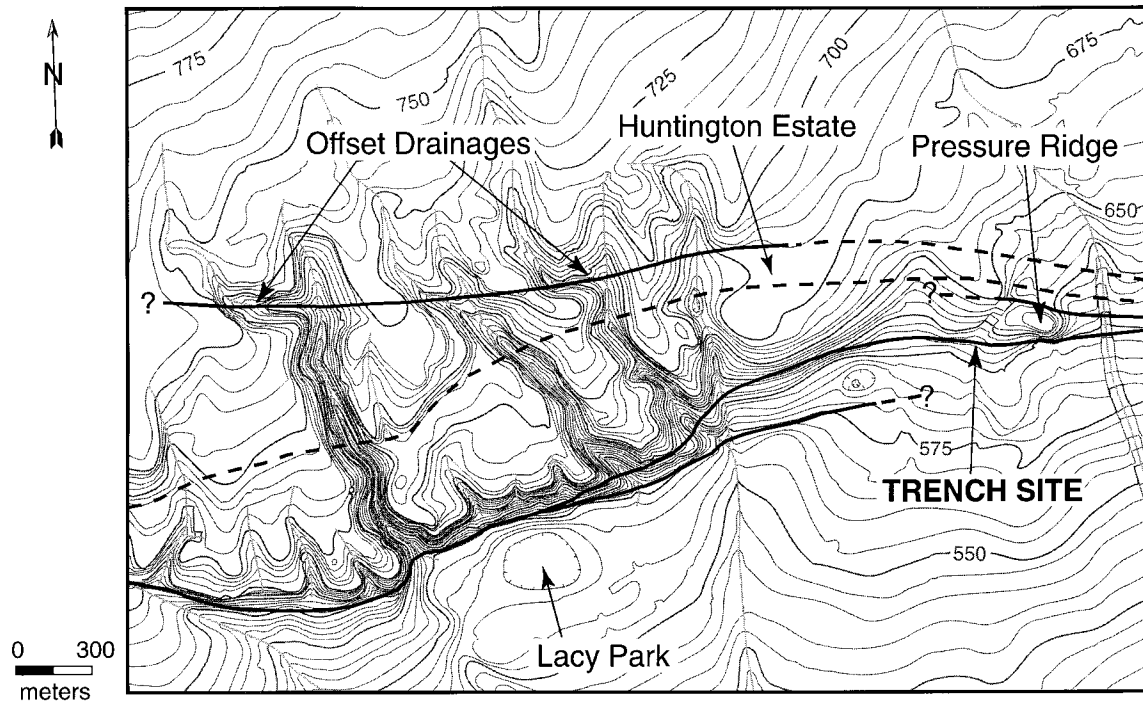 N
775
750
725
700
675
650
Offset Drainages
Huntington Estate
Pressure Ridge
?
?
?
575
TRENCH SITE
550
Lacy Park
0 300
meters